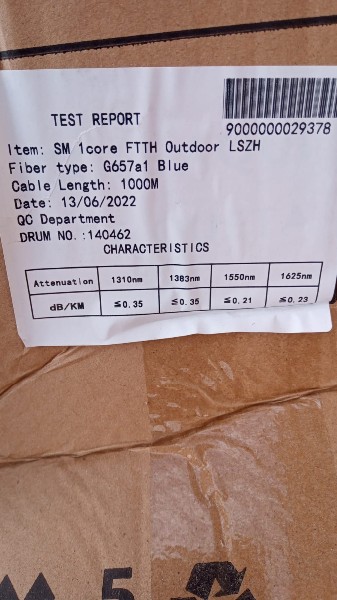 TEST REPORT
9000000029378
Item: SM 1core FTTH Outdoor LSZH
Fiber type: G657a1 Blue
Cable Length: 1000M
Date: 13/06/2022
QC Department
DRUM NO.:140462
CHARACTERISTICS
Attenuation 1310nm 1383nm 1550nm 1625nm
dB/KM ≤0.35 ≤0.35 ≤0.21 ≤0.23
5